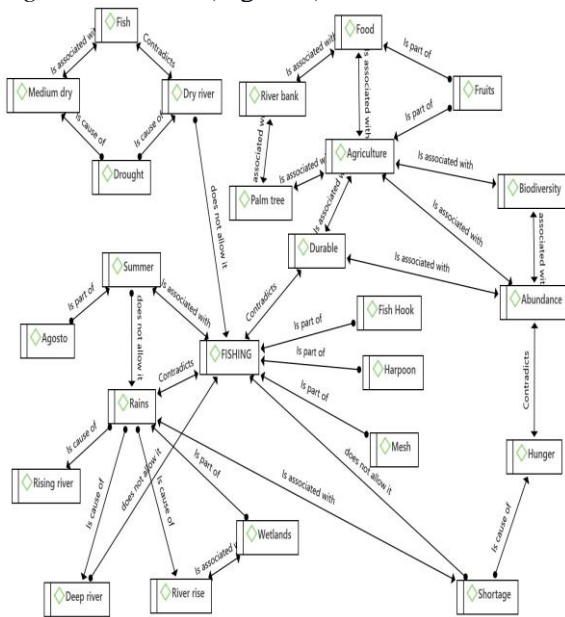 Fish
Food
Is associated with
Contradicts
Is associated with
Is associated with
Is part of
Medium dry
Dry river
River bank
Fruits
Is part of
Is cause of
Is cause of
associated w
Agriculture
Is associated with
Drought
Is associated with
Biodiversity
Palm tree
Is associated w
Is associated with
associated wit
does not allow it
Durable
Is associated with
Summer
Is part of
Is associated with
Contradicts
Fish Hook
Abundance
Agosto
does not allow it
Is part of
FISHING
Is part of
Harpoon
Contradicts
Contradicts
Is part of
Rains
Mesh
Is cause of
does not allow it
Is part of
does not allow it
Hunger
Rising river
Is cause of
Is cause of
Is associated with
Wetlands
Is associated w
Is cause of
Deep river
River rise
Shortage